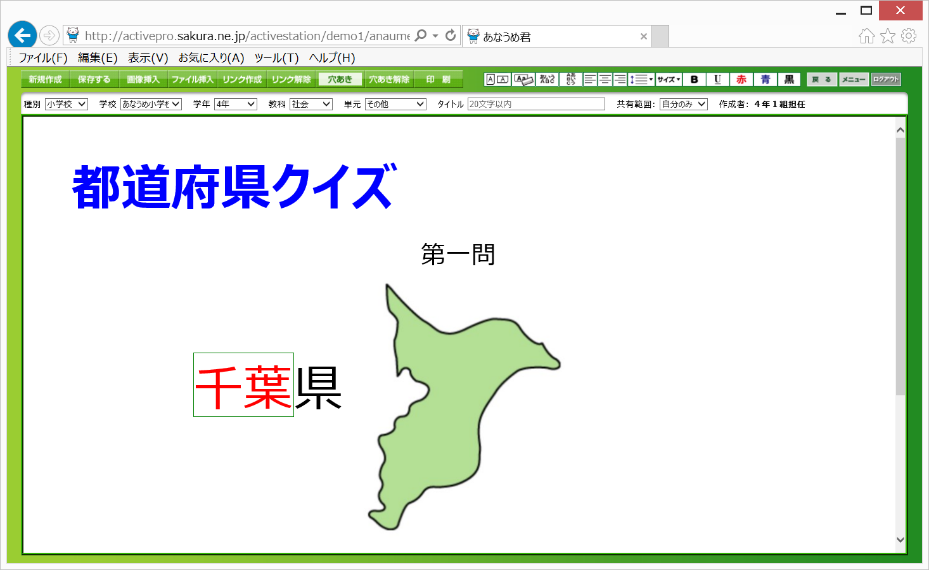 http://activepro.sakura.ne.jp/activestation/demo1/anaume
あなうめ君
ファイル(F) 編集(E) 表示(V) お気に入り(A) ツール(T) ヘルプ(H)
新規作成 保存する 画像挿入 ファイル挿入 リンク作成 リンク解除 穴あき 穴あき解除 印 刷
サイズ B U 赤 青 黒 戻 る メニュー ログアウト
種別 小学校 学校 あなうめ小学校 学年 4年 教科 社会 単元 その他 タイトル 20文字以内 共有範囲: 自分のみ 作成者: 4年1組担任
都道府県クイズ
第一問
千葉県